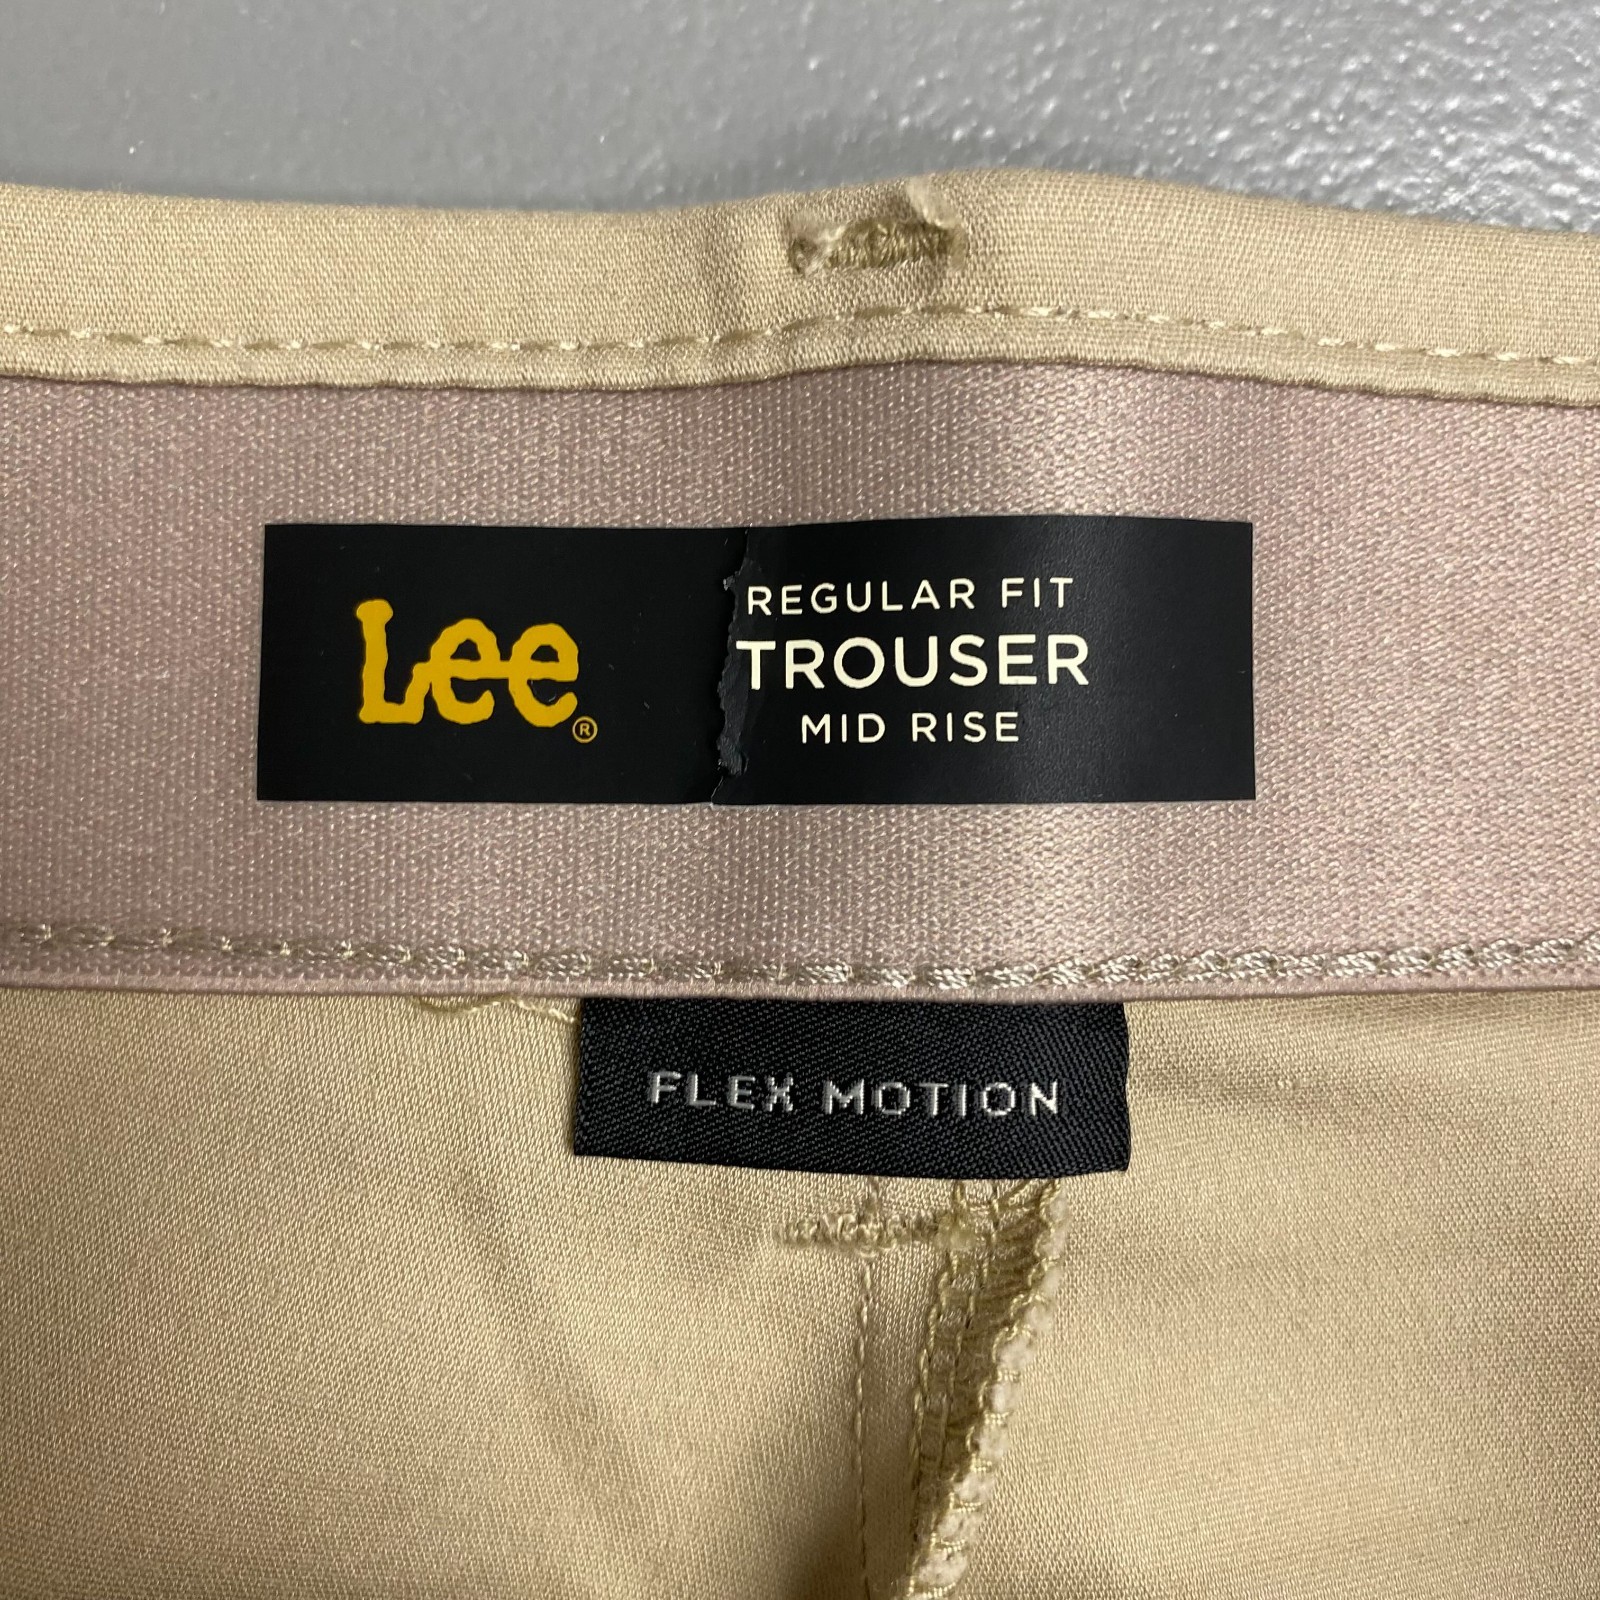 Lee®
REGULAR FIT
TROUSER
MID RISE
FLEX MOTION